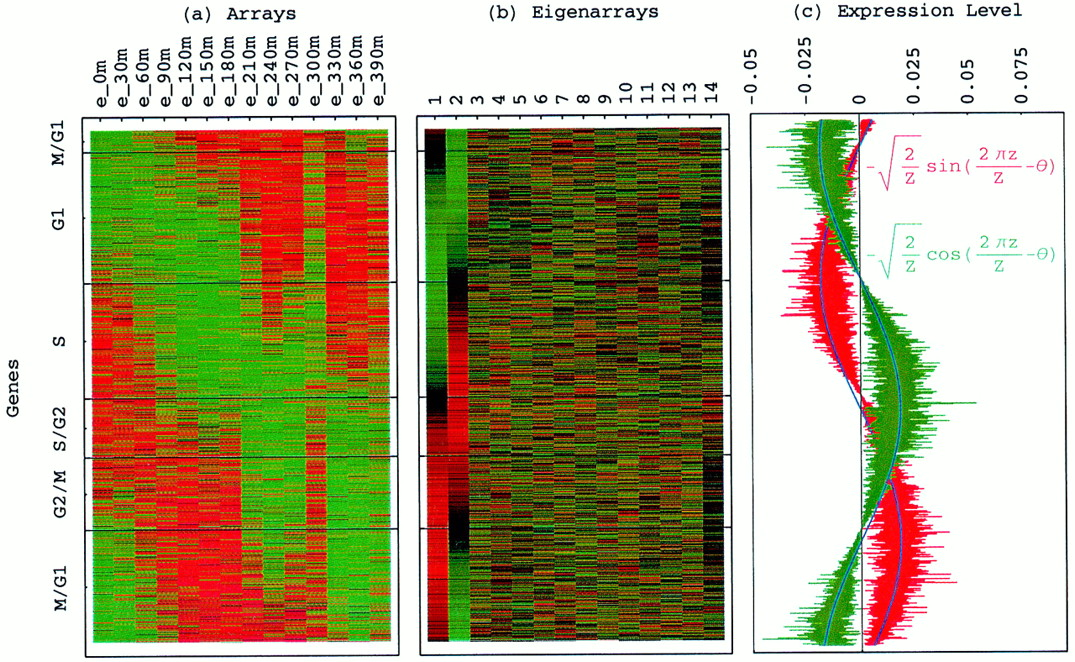 (a) Arrays
(b) Eigenarrays
(c) Expression Level
e_0m
e_30m
e_60m
e_90m
e_120m
e_150m
e_180m
e_210m
e_240m
e_270m
e_300m
e_330m
e_360m
e_390m
1
2
3
4
5
6
7
8
9
10
11
12
13
14
-0.05
-0.025
0
0.025
0.05
0.075
Genes
M/G1
G1
S
S/G2
G2/M
M/G1
-√(2/Z) sin(2πz/Z -θ)
-√(2/Z) cos(2πz/Z -θ)